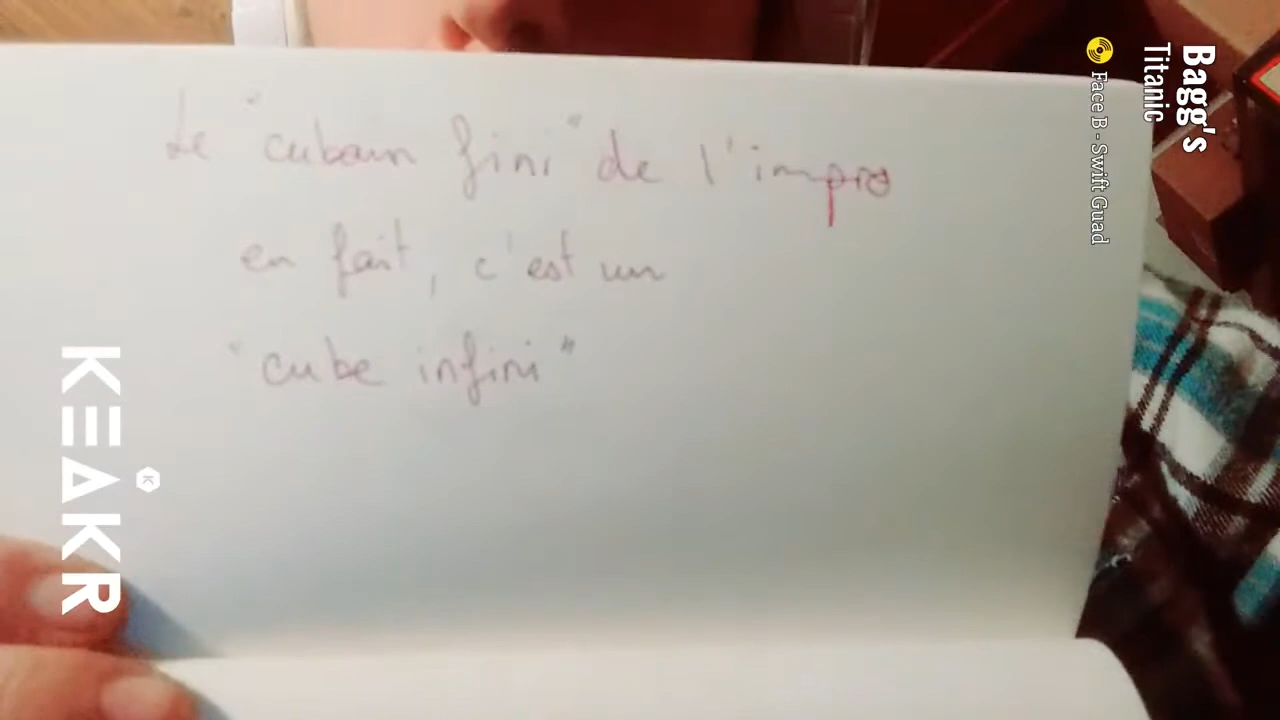 Le "cubain fini" de l'impro
en fait, c'est un
"cube infini"
Bagg's
Titanic
Face B - Swift Guad
KEAKR
K